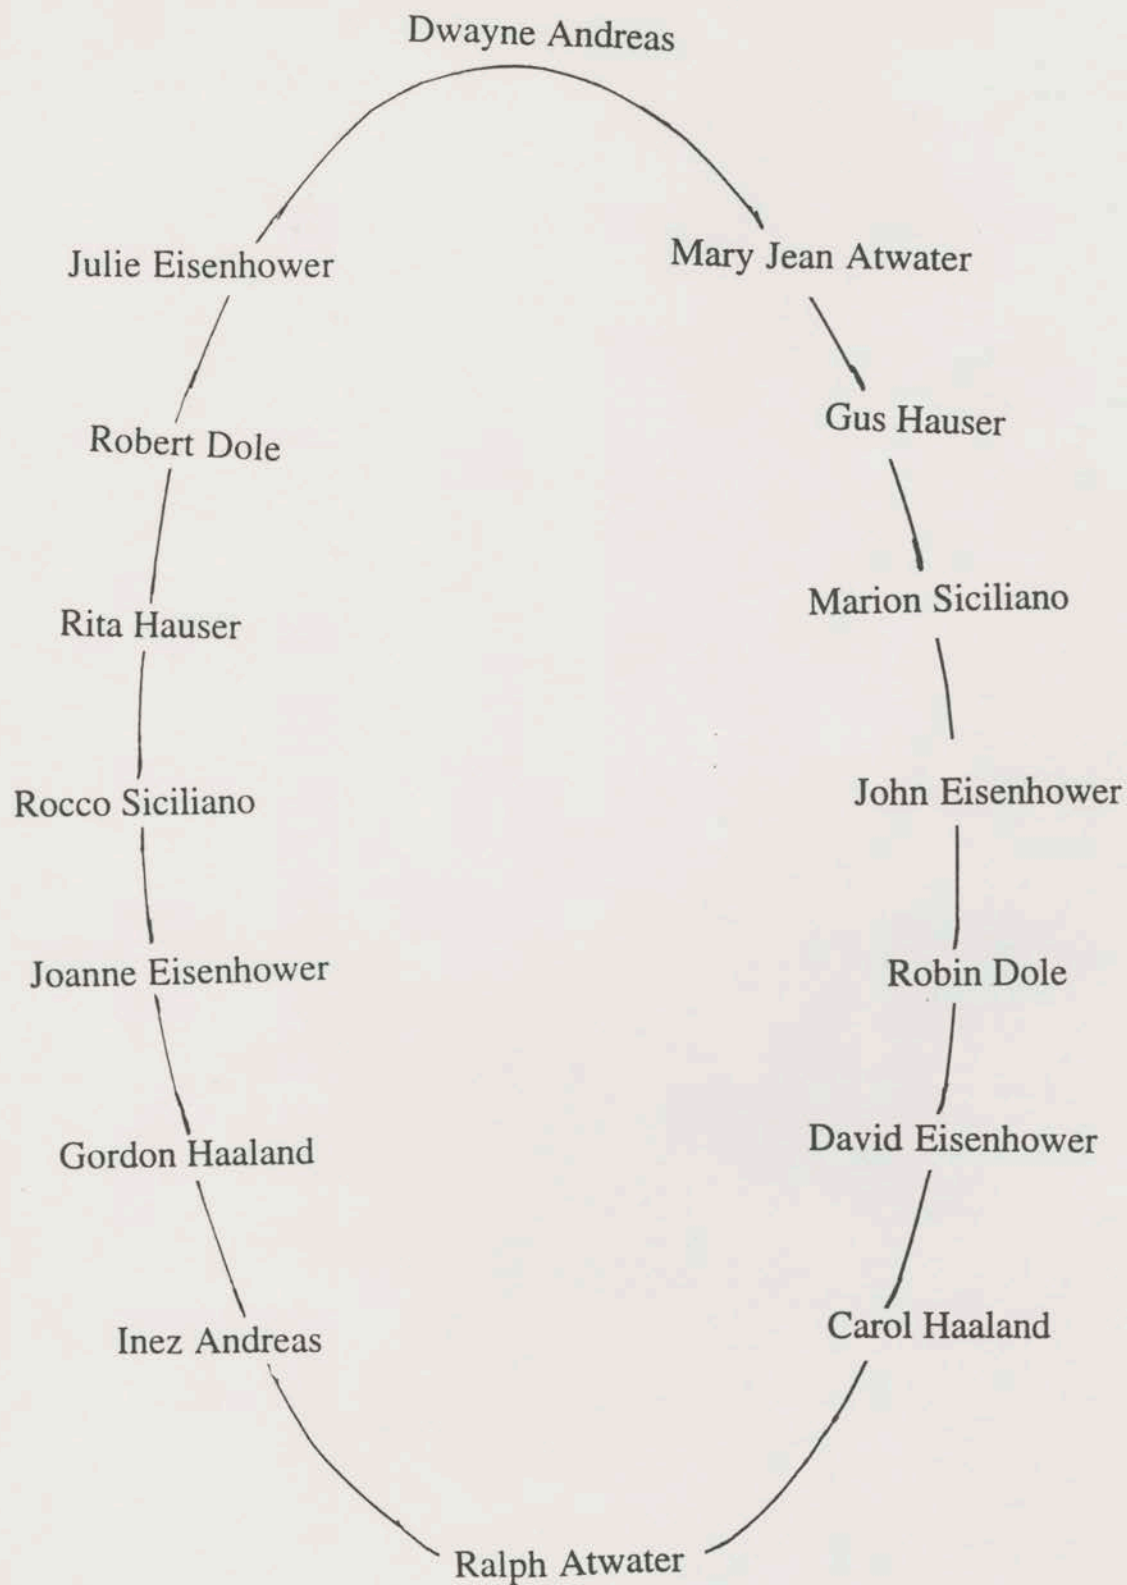 Dwayne Andreas
Julie Eisenhower
Mary Jean Atwater
Robert Dole
Gus Hauser
Rita Hauser
Marion Siciliano
Rocco Siciliano
John Eisenhower
Joanne Eisenhower
Robin Dole
Gordon Haaland
David Eisenhower
Inez Andreas
Carol Haaland
Ralph Atwater